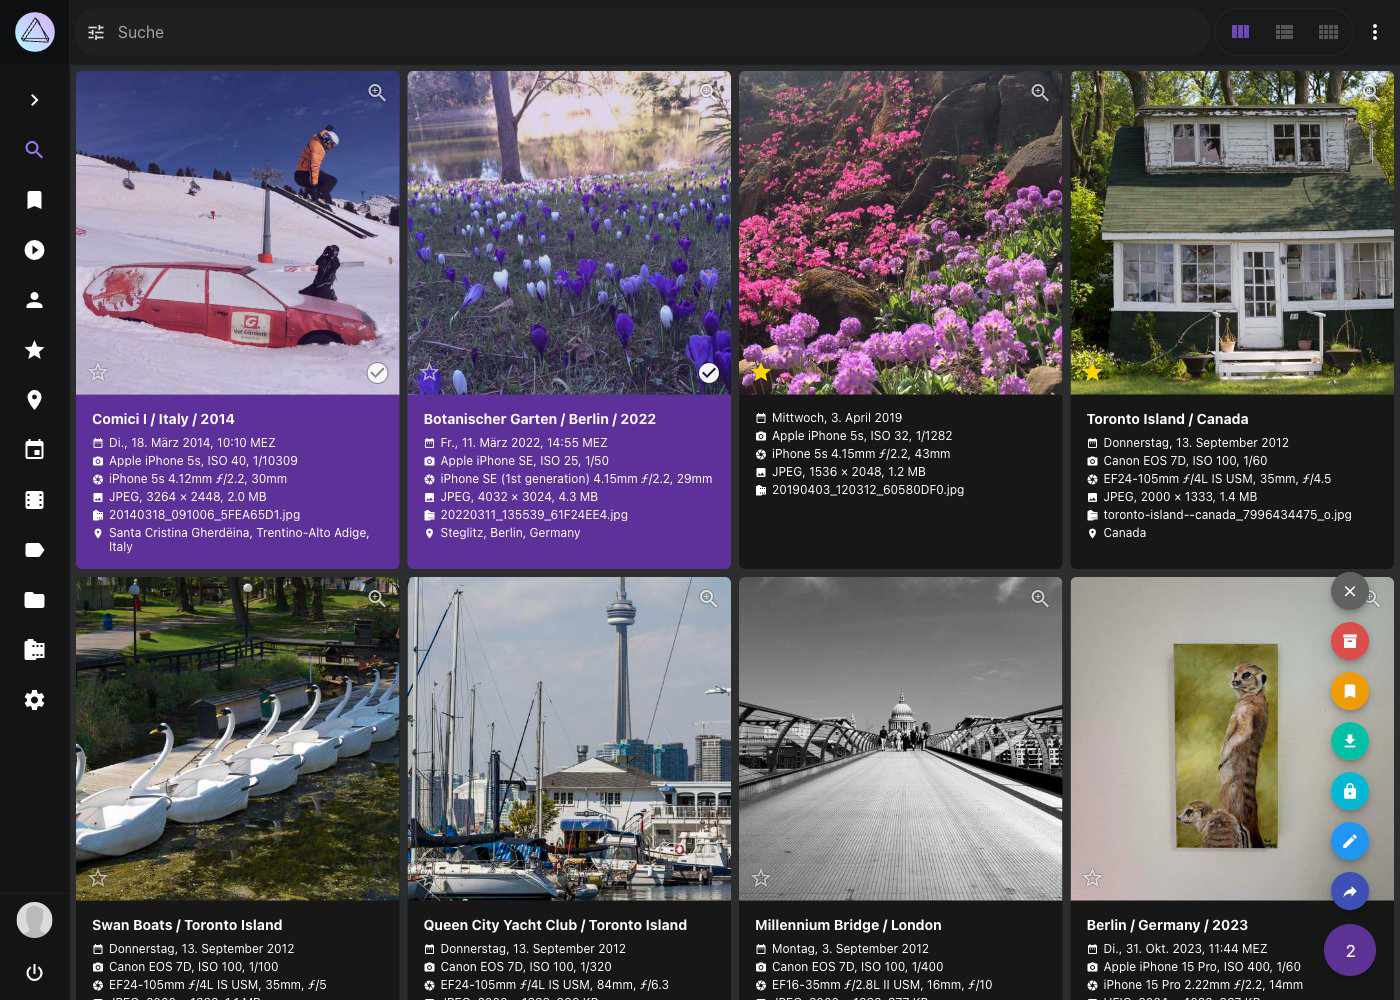 Suche
Comici I / Italy / 2014
Di., 18. März 2014, 10:10 MEZ
Apple iPhone 5s, ISO 40, 1/10309
iPhone 5s 4.12mm ƒ/2.2, 30mm
JPEG, 3264 × 2448, 2.0 MB
20140318_091006_5FEA65D1.jpg
Santa Cristina Gherdëina, Trentino-Alto Adige,
Italy
Botanischer Garten / Berlin / 2022
Fr., 11. März 2022, 14:55 MEZ
Apple iPhone SE, ISO 25, 1/50
iPhone SE (1st generation) 4.15mm ƒ/2.2, 29mm
JPEG, 4032 × 3024, 4.3 MB
20220311_135539_61F24EE4.jpg
Steglitz, Berlin, Germany
Mittwoch, 3. April 2019
Apple iPhone 5s, ISO 32, 1/1282
iPhone 5s 4.15mm ƒ/2.2, 43mm
JPEG, 1536 × 2048, 1.2 MB
20190403_120312_60580DF0.jpg
Toronto Island / Canada
Donnerstag, 13. September 2012
Canon EOS 7D, ISO 100, 1/60
EF24-105mm ƒ/4L IS USM, 35mm, ƒ/4.5
JPEG, 2000 × 1333, 1.4 MB
toronto-island--canada_7996434475_o.jpg
Canada
Swan Boats / Toronto Island
Donnerstag, 13. September 2012
Canon EOS 7D, ISO 100, 1/100
EF24-105mm ƒ/4L IS USM, 35mm, ƒ/5
Queen City Yacht Club / Toronto Island
Donnerstag, 13. September 2012
Canon EOS 7D, ISO 100, 1/320
EF24-105mm ƒ/4L IS USM, 84mm, ƒ/6.3
Millennium Bridge / London
Montag, 3. September 2012
Canon EOS 7D, ISO 100, 1/400
EF16-35mm ƒ/2.8L II USM, 16mm, ƒ/10
Berlin / Germany / 2023
Di., 31. Okt. 2023, 11:44 MEZ
Apple iPhone 15 Pro, ISO 400, 1/60
iPhone 15 Pro 2.22mm ƒ/2.2, 14mm
2